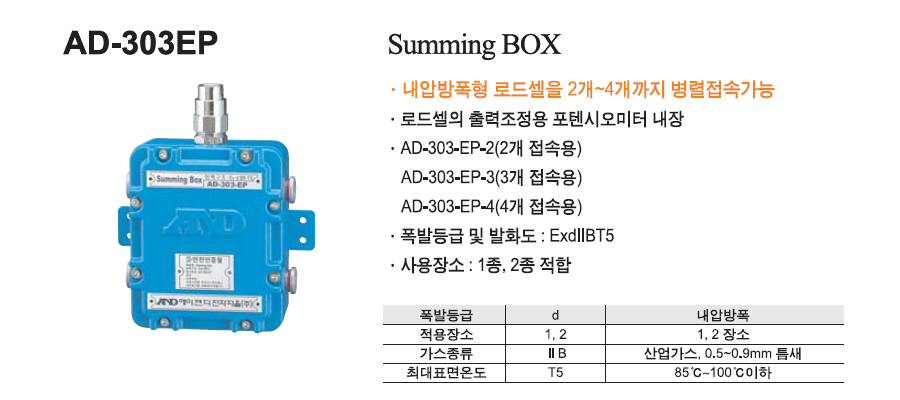 AD-303EP
Summing BOX
· 내압방폭형 로드셀을 2개~4개까지 병렬접속가능
· 로드셀의 출력조정용 포텐시오미터 내장
· AD-303-EP-2(2개 접속용)
AD-303-EP-3(3개 접속용)
AD-303-EP-4(4개 접속용)
· 폭발등급 및 발화도 : ExdⅡBT5
· 사용장소 : 1종, 2종 적합
Summing Box
AD-303-EP
AND
AND 에이.앤.디 전자저울(주)
폭발등급 d 내압방폭
적용장소 1, 2 1, 2 장소
가스종류 Ⅱ B 산업가스, 0.5~0.9mm 틈새
최대표면온도 T5 85℃~100℃이하